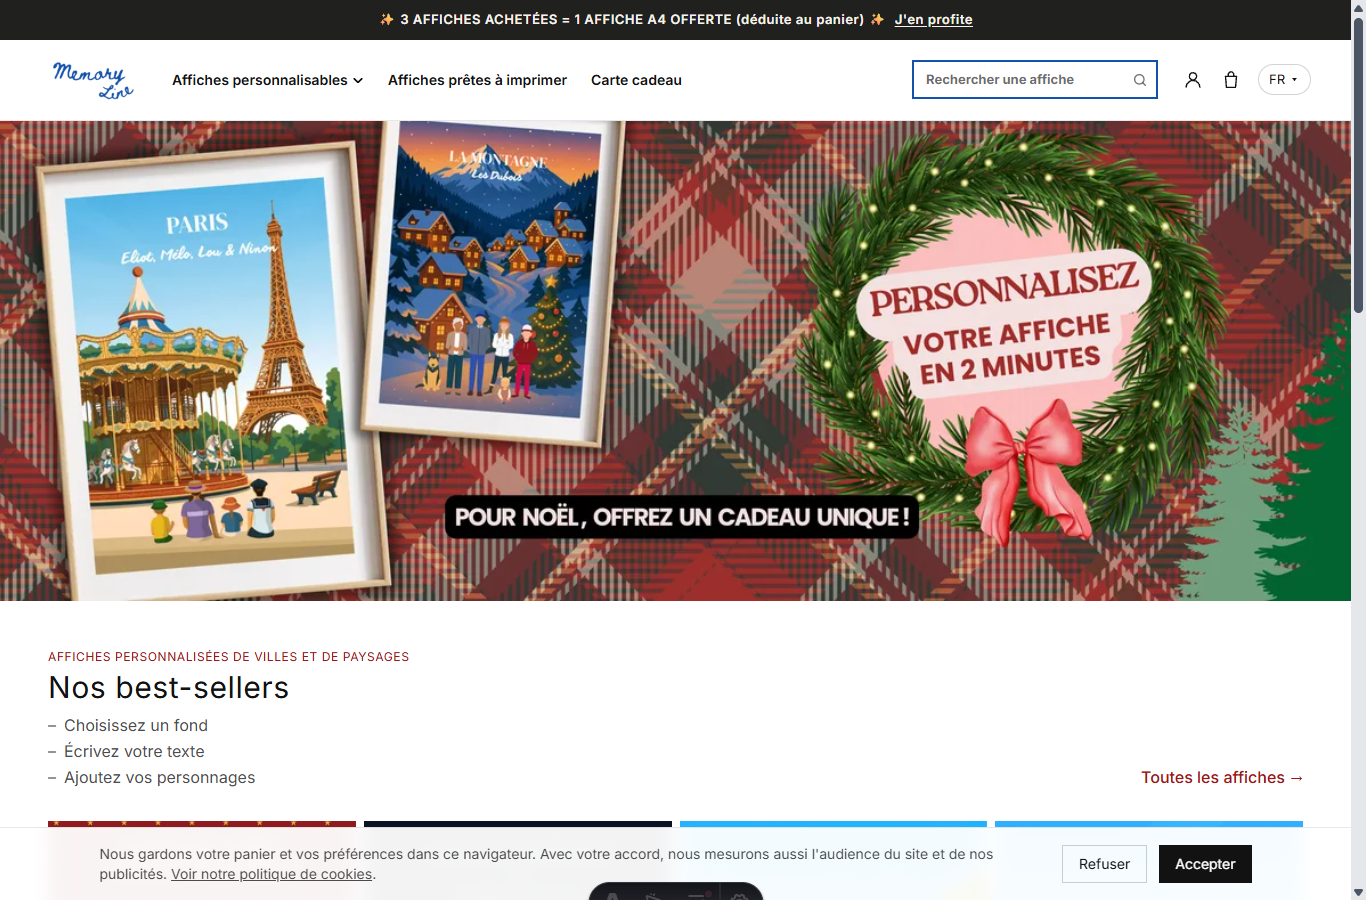 ✨ 3 AFFICHES ACHETÉES = 1 AFFICHE A4 OFFERTE (déduite au panier) ✨ J'en profite
Memory
Line
Affiches personnalisables
Affiches prêtes à imprimer
Carte cadeau
Rechercher une affiche
FR
PARIS
Eliot, Mélo, Lou & Ninon
LA MONTAGNE
Les Dubois
PERSONNALISEZ
VOTRE AFFICHE
EN 2 MINUTES
POUR NOËL, OFFREZ UN CADEAU UNIQUE !
AFFICHES PERSONNALISÉES DE VILLES ET DE PAYSAGES
Nos best-sellers
– Choisissez un fond
– Écrivez votre texte
– Ajoutez vos personnages
Toutes les affiches →
Nous gardons votre panier et vos préférences dans ce navigateur. Avec votre accord, nous mesurons aussi l'audience du site et de nos
publicités. Voir notre politique de cookies.
Refuser
Accepter